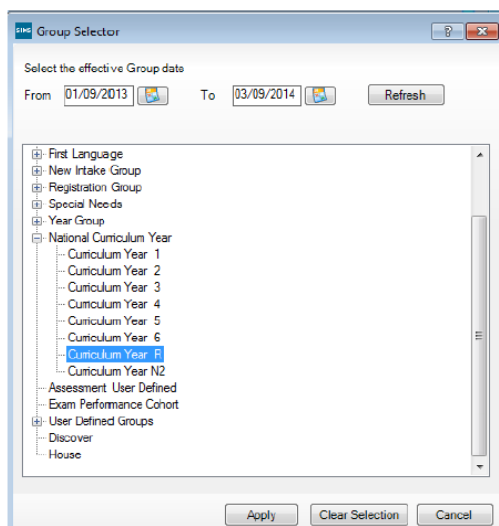 SIMS Group Selector
Select the effective Group date
From 01/09/2013 To 03/09/2014 Refresh
First Language
New Intake Group
Registration Group
Special Needs
Year Group
National Curriculum Year
Curriculum Year 1
Curriculum Year 2
Curriculum Year 3
Curriculum Year 4
Curriculum Year 5
Curriculum Year 6
Curriculum Year R
Curriculum Year N2
Assessment User Defined
Exam Performance Cohort
User Defined Groups
Discover
House
Apply Clear Selection Cancel